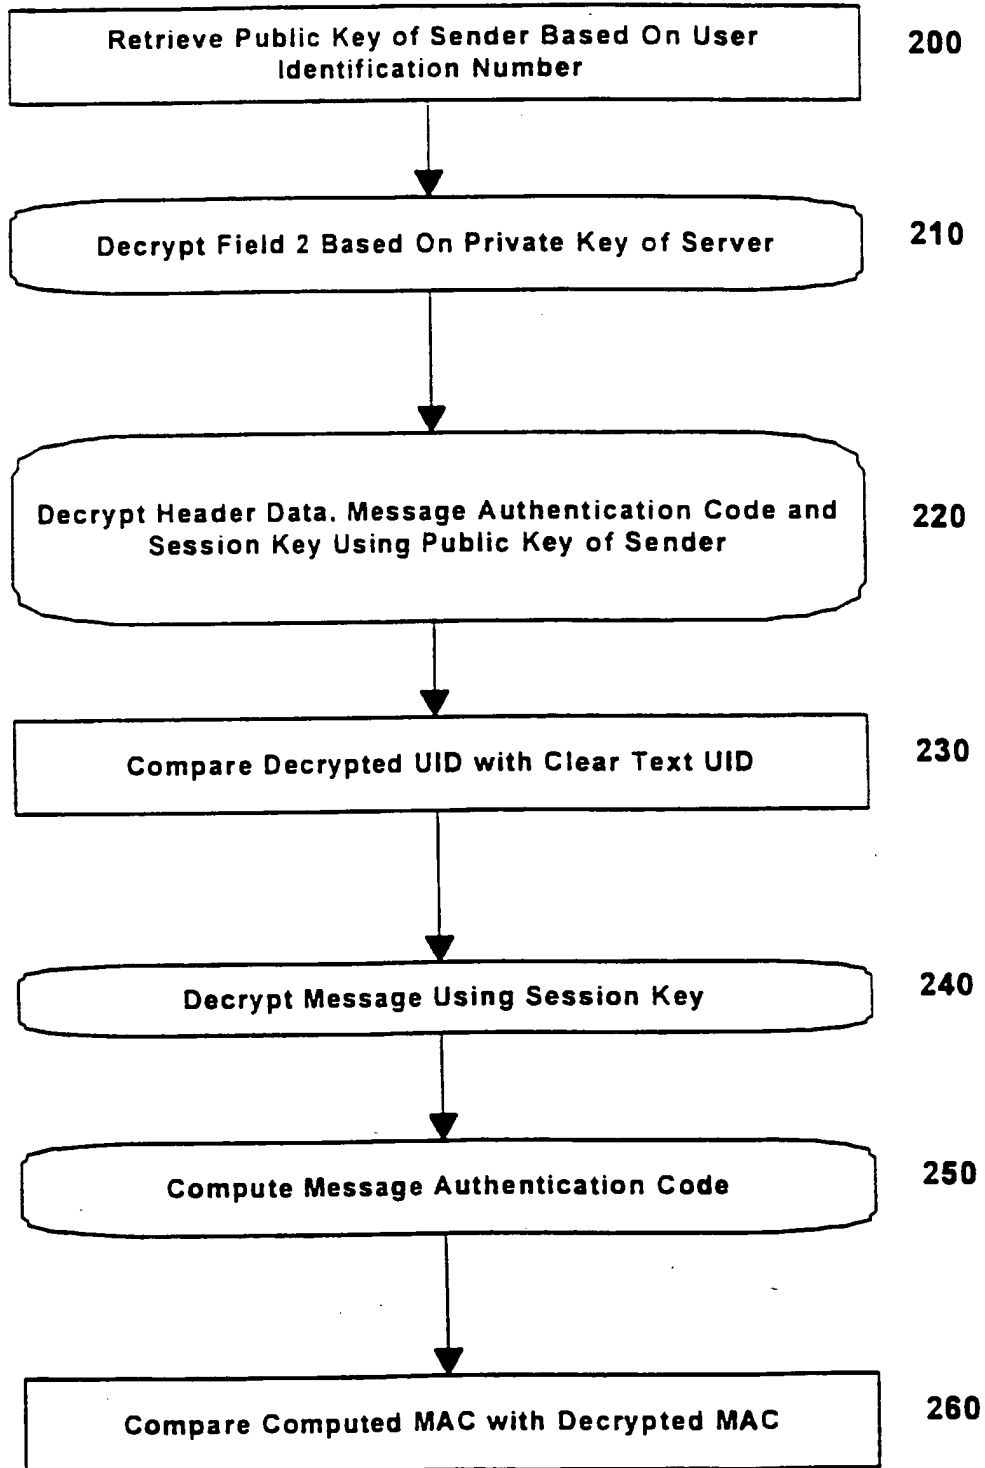 Retrieve Public Key of Sender Based On User
Identification Number
200
Decrypt Field 2 Based On Private Key of Server
210
Decrypt Header Data. Message Authentication Code and
Session Key Using Public Key of Sender
220
Compare Decrypted UID with Clear Text UID
230
Decrypt Message Using Session Key
240
Compute Message Authentication Code
250
Compare Computed MAC with Decrypted MAC
260